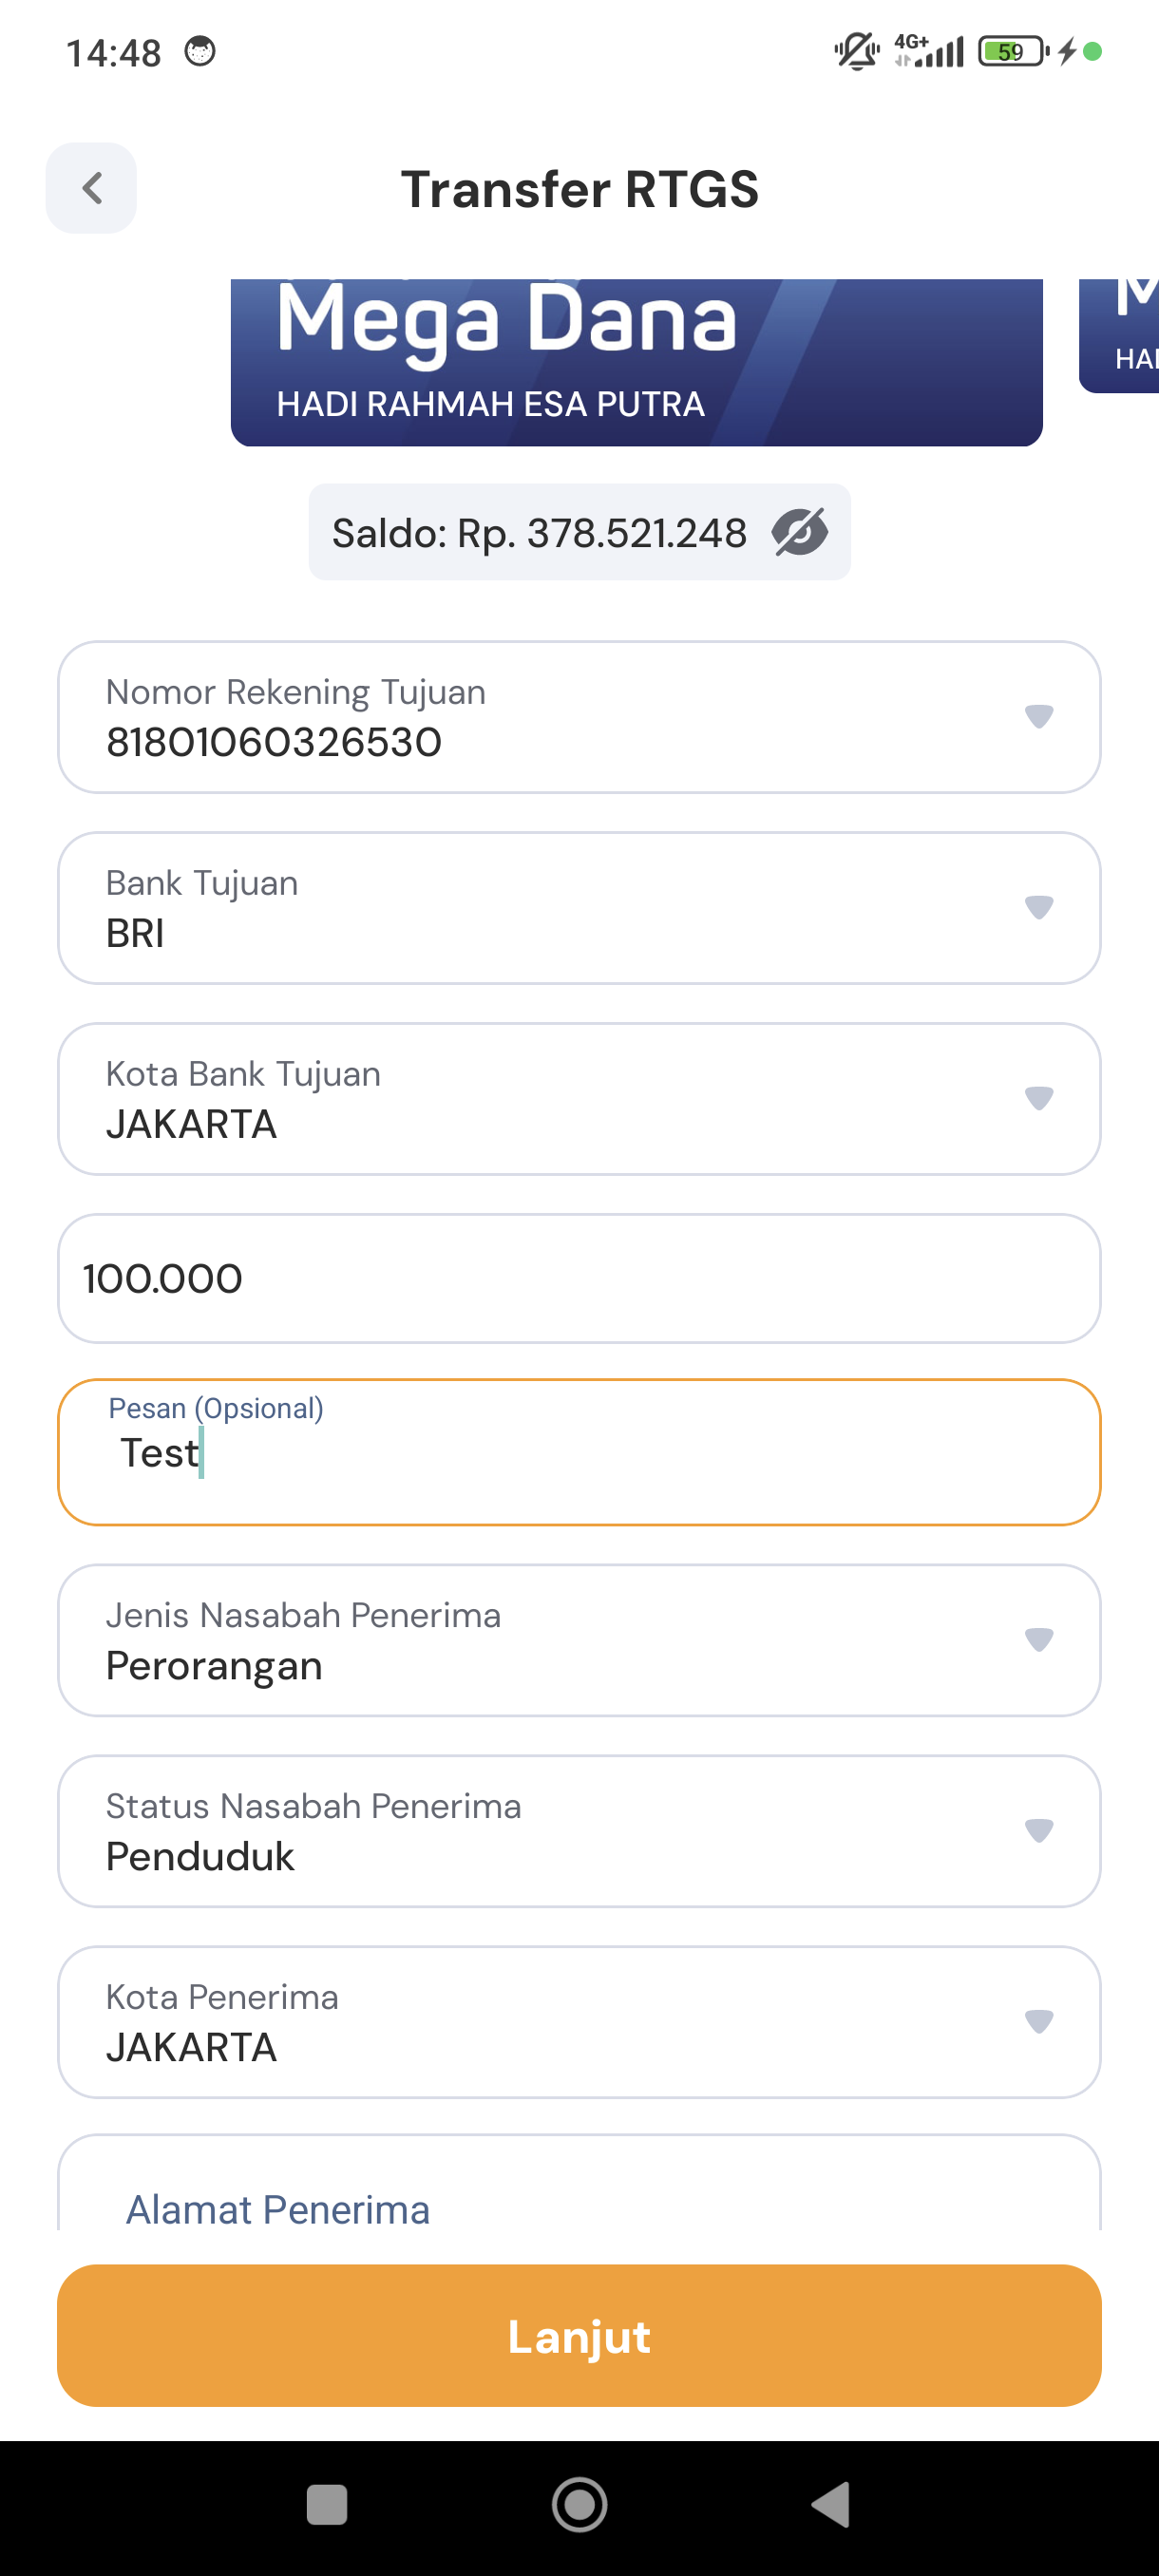 14:48
4G+
59
Transfer RTGS
Mega Dana
HADI RAHMAH ESA PUTRA
Saldo: Rp. 378.521.248
Nomor Rekening Tujuan
81801060326530
Bank Tujuan
BRI
Kota Bank Tujuan
JAKARTA
100.000
Pesan (Opsional)
Test
Jenis Nasabah Penerima
Perorangan
Status Nasabah Penerima
Penduduk
Kota Penerima
JAKARTA
Alamat Penerima
Lanjut